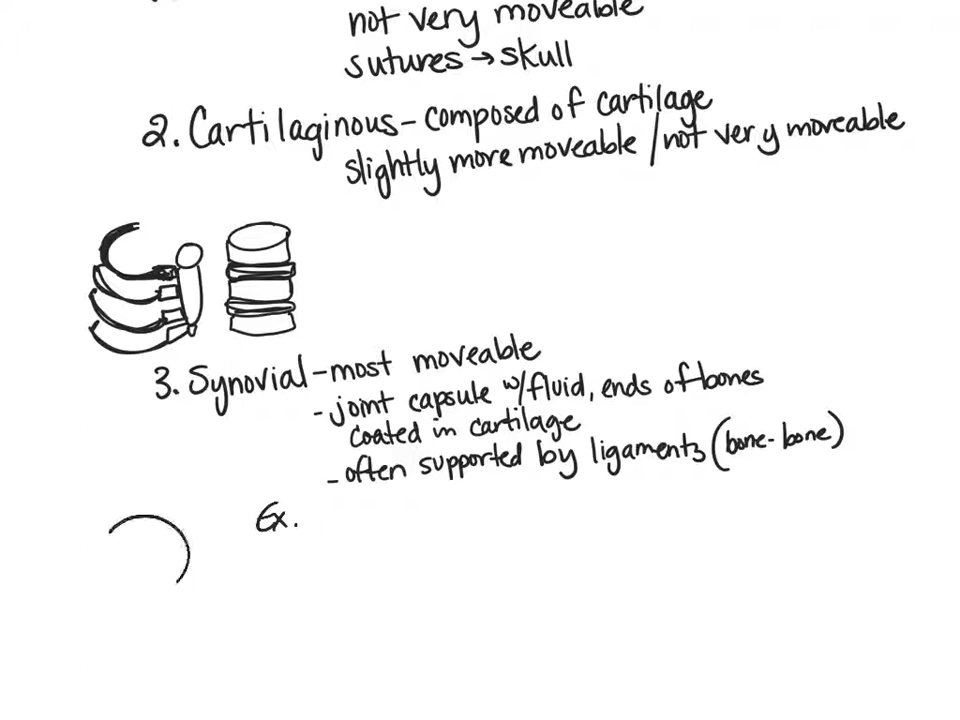 not very moveable
sutures → skull
2. Cartilaginous - composed of cartilage
slightly more moveable / not very moveable
3. Synovial - most moveable
- joint capsule w/ fluid, ends of bones
coated in cartilage
- often supported by ligaments (bone - bone)
Ex.